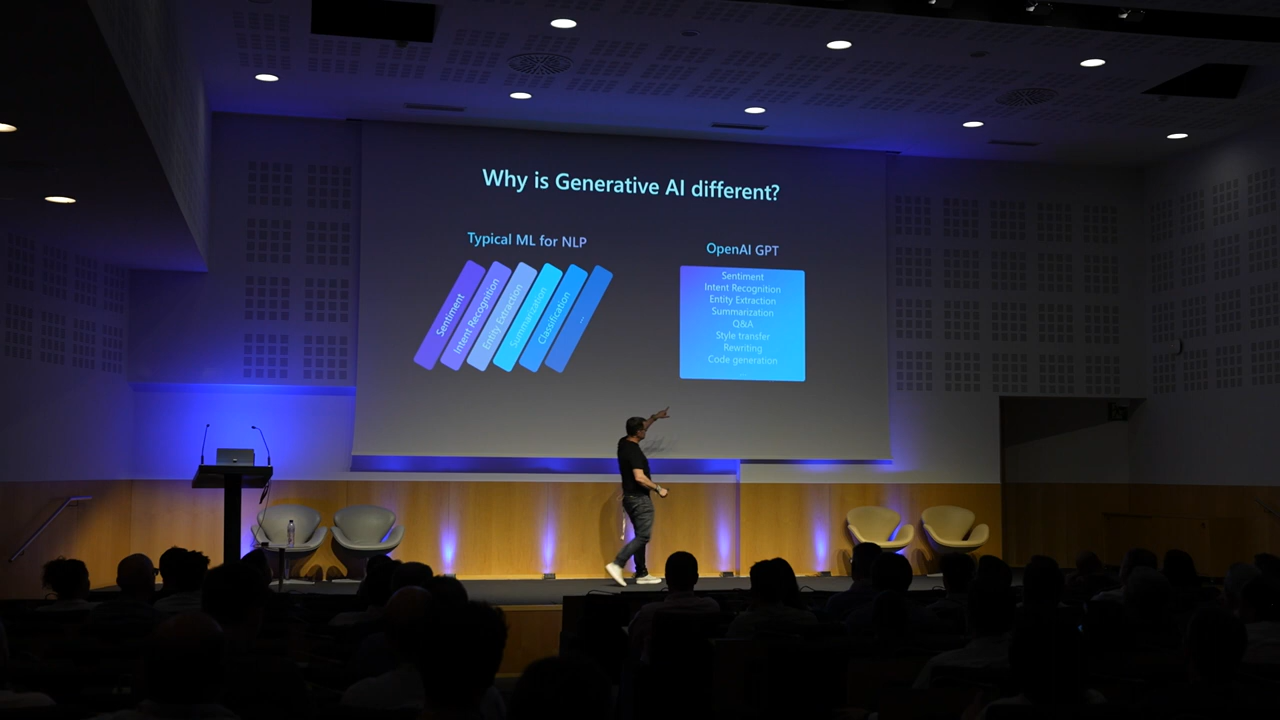 Why is Generative AI different?
Typical ML for NLP
Sentiment
Intent Recognition
Entity Extraction
Summarization
Classification
...
OpenAI GPT
Sentiment
Intent Recognition
Entity Extraction
Summarization
Q&A
Style transfer
Rewriting
Code generation
...